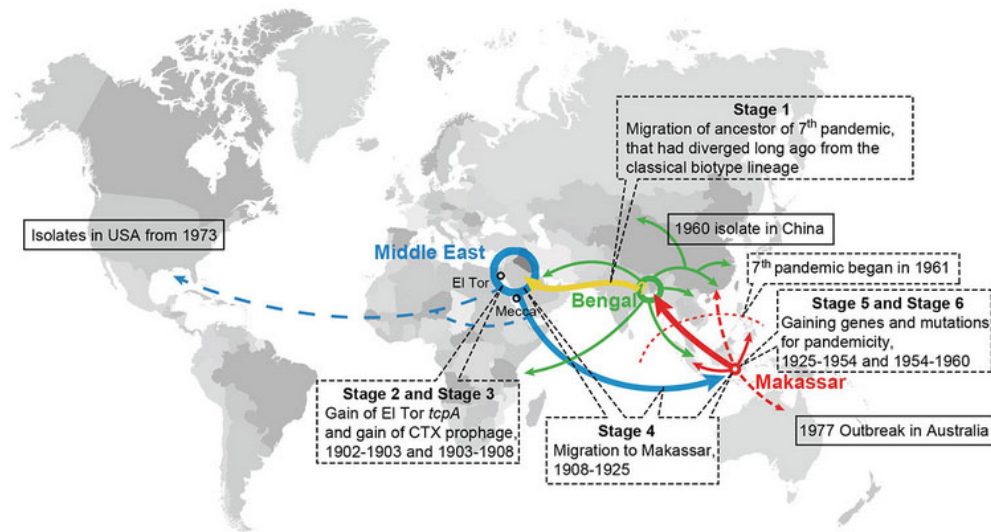 Stage 1
Migration of ancestor of 7th pandemic,
that had diverged long ago from the
classical biotype lineage
Isolates in USA from 1973
1960 isolate in China
Middle East
7th pandemic began in 1961
El Tor
Bengal
Mecca
Stage 5 and Stage 6
Gaining genes and mutations
for pandemicity,
1925-1954 and 1954-1960
Makassar
Stage 2 and Stage 3
Gain of El Tor tcpA
and gain of CTX prophage,
1902-1903 and 1903-1908
Stage 4
Migration to Makassar,
1908-1925
1977 Outbreak in Australia